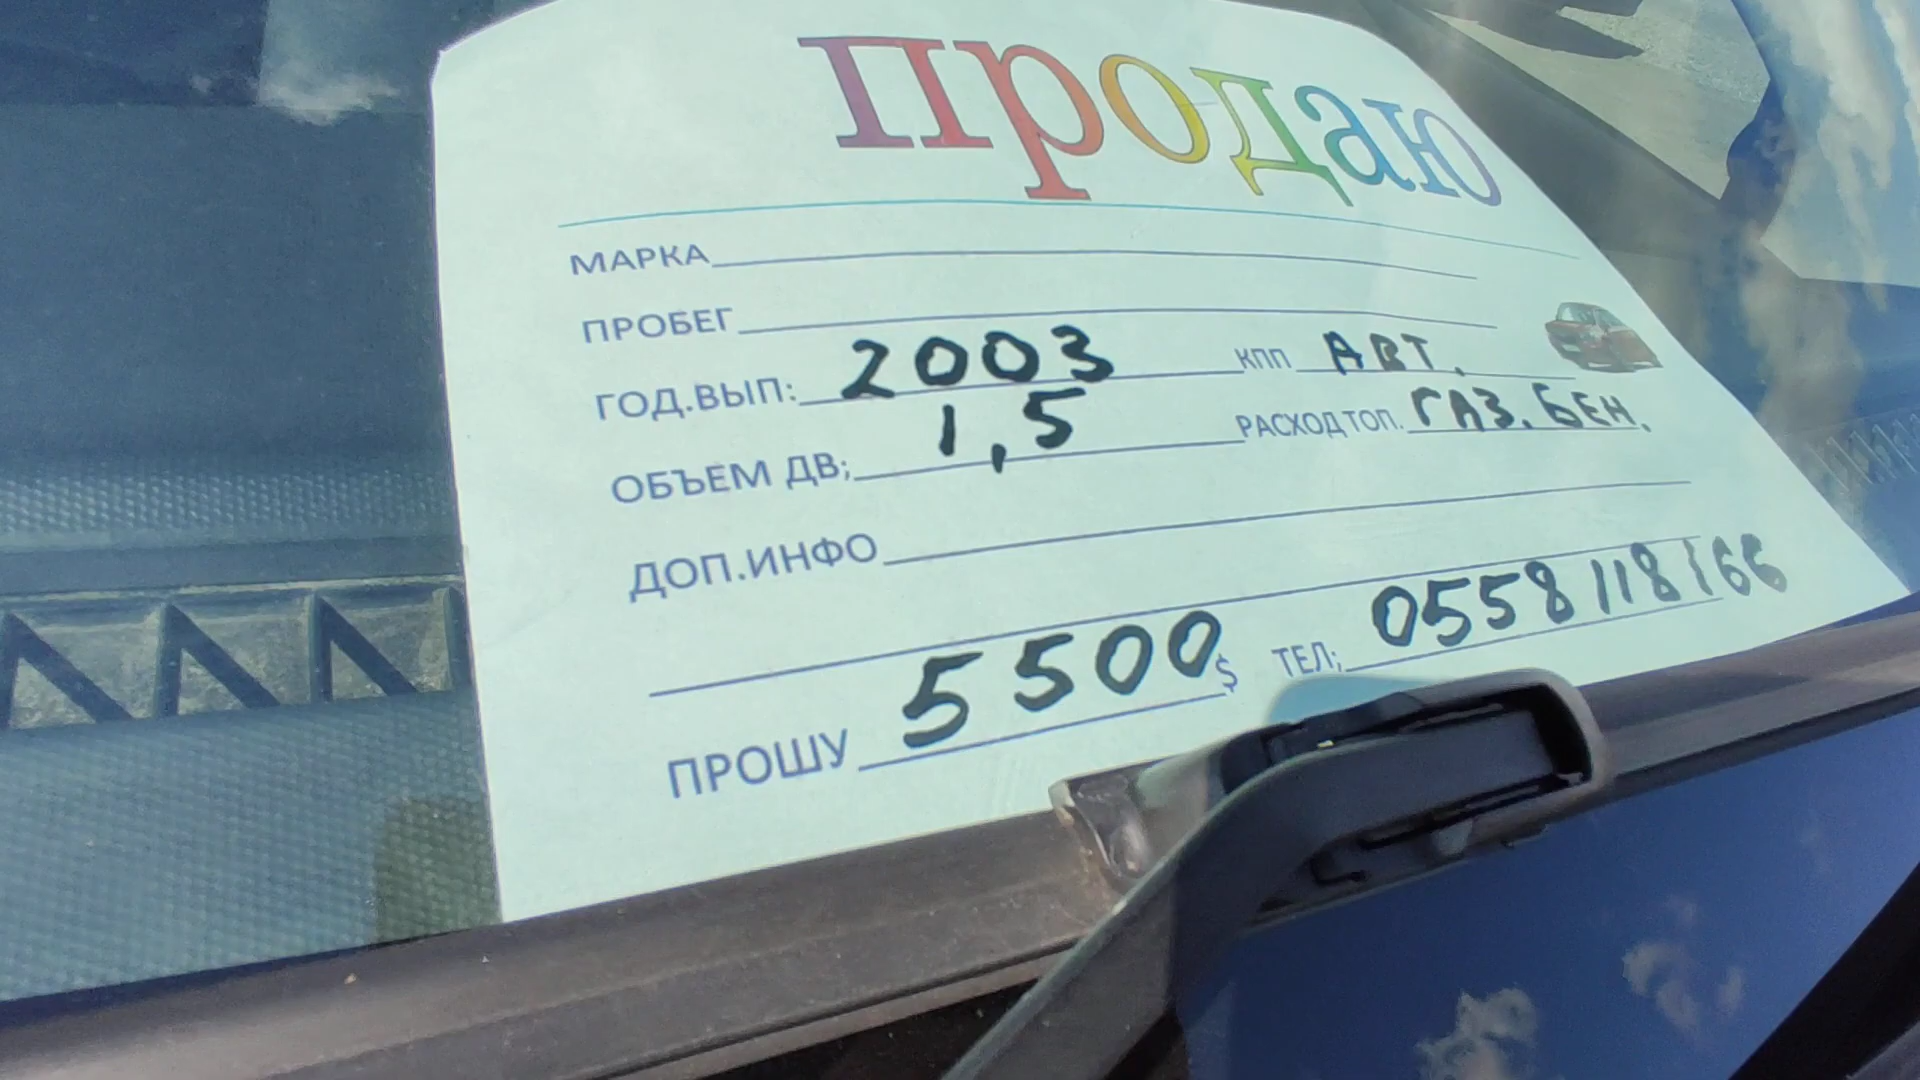 продаю
МАРКА
ПРОБЕГ
ГОД.ВЫП: 2003 КПП АВТ.
ОБЪЕМ ДВ; 1,5 РАСХОД ТОП. ГАЗ. БЕН.
ДОП.ИНФО
ПРОШУ 5500$ ТЕЛ; 0558118166